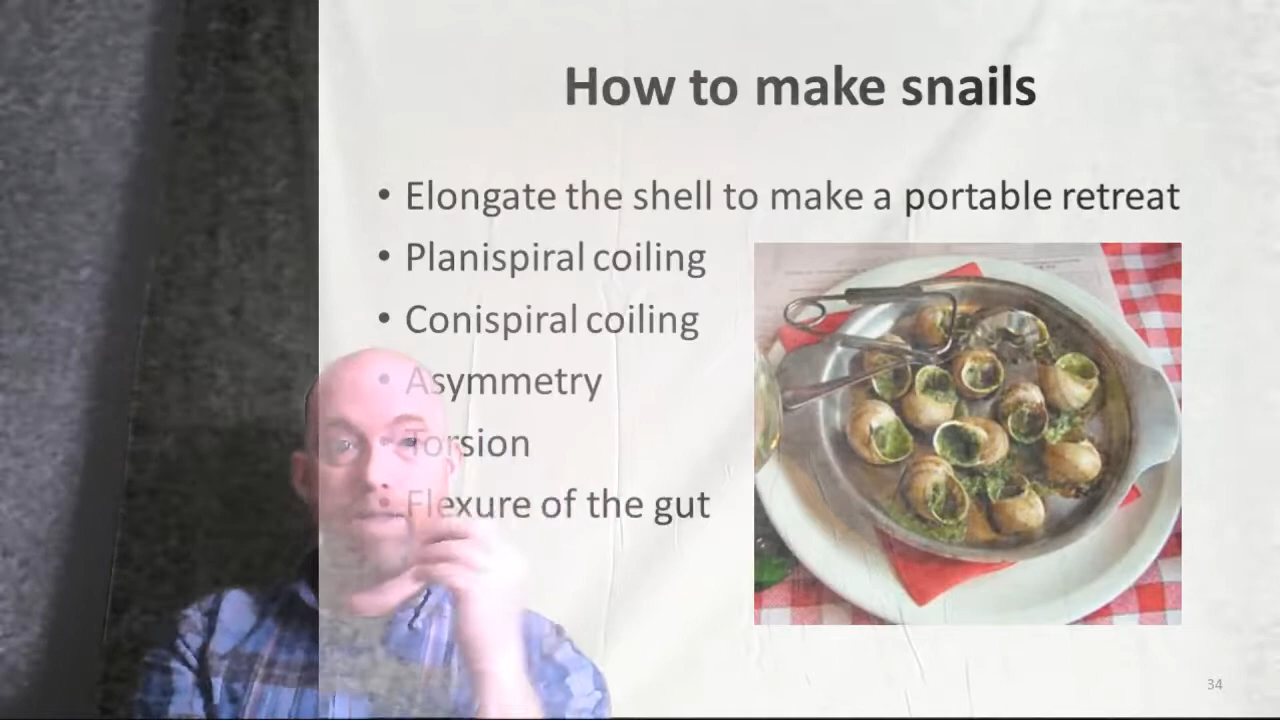 How to make snails
• Elongate the shell to make a portable retreat
• Planispiral coiling
• Conispiral coiling
• Asymmetry
• Torsion
• Flexure of the gut
34